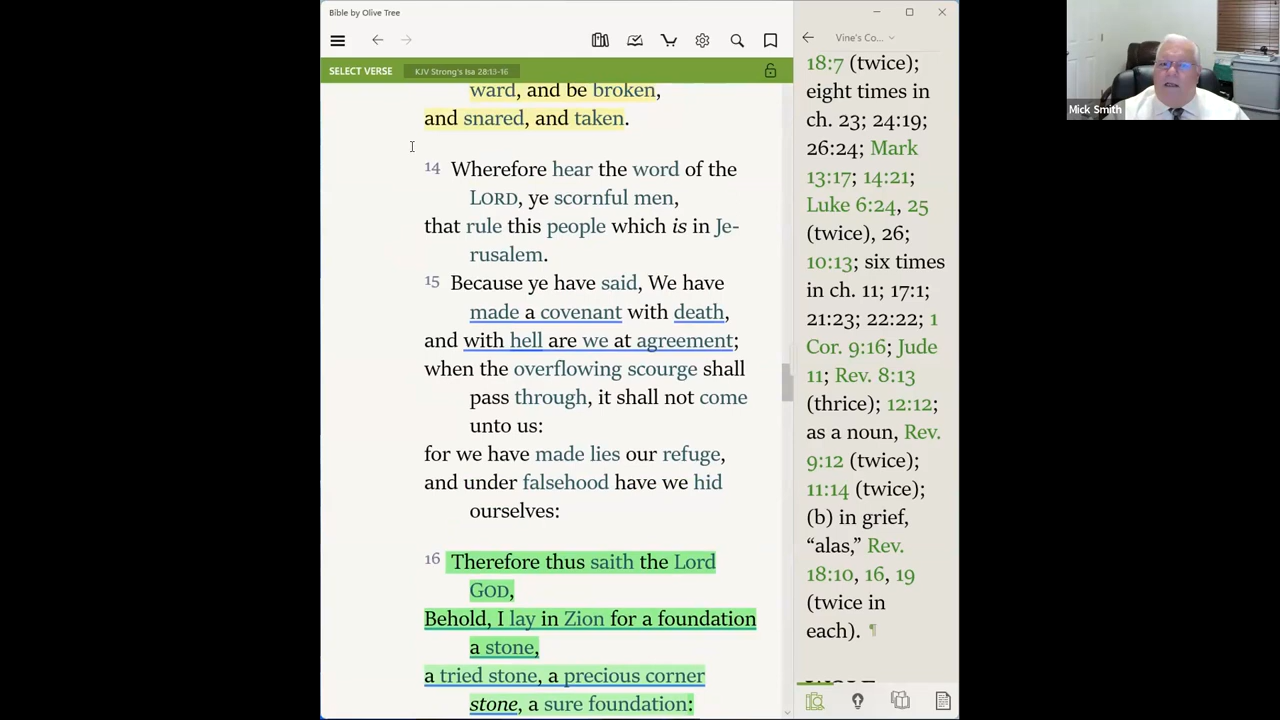 Bible by Olive Tree
SELECT VERSE
KJV Strong's Isa 28:13-16
ward, and be broken,
and snared, and taken.
14 Wherefore hear the word of the
LORD, ye scornful men,
that rule this people which is in Je-
rusalem.
15 Because ye have said, We have
made a covenant with death,
and with hell are we at agreement;
when the overflowing scourge shall
pass through, it shall not come
unto us:
for we have made lies our refuge,
and under falsehood have we hid
ourselves:
16 Therefore thus saith the Lord
GOD,
Behold, I lay in Zion for a foundation
a stone,
a tried stone, a precious corner
stone, a sure foundation:
Vine's Co...
18:7 (twice);
eight times in
ch. 23; 24:19;
26:24; Mark
13:17; 14:21;
Luke 6:24, 25
(twice), 26;
10:13; six times
in ch. 11; 17:1;
21:23; 22:22; 1
Cor. 9:16; Jude
11; Rev. 8:13
(thrice); 12:12;
as a noun, Rev.
9:12 (twice);
11:14 (twice);
(b) in grief,
“alas,” Rev.
18:10, 16, 19
(twice in
each). ¶
Mick Smith